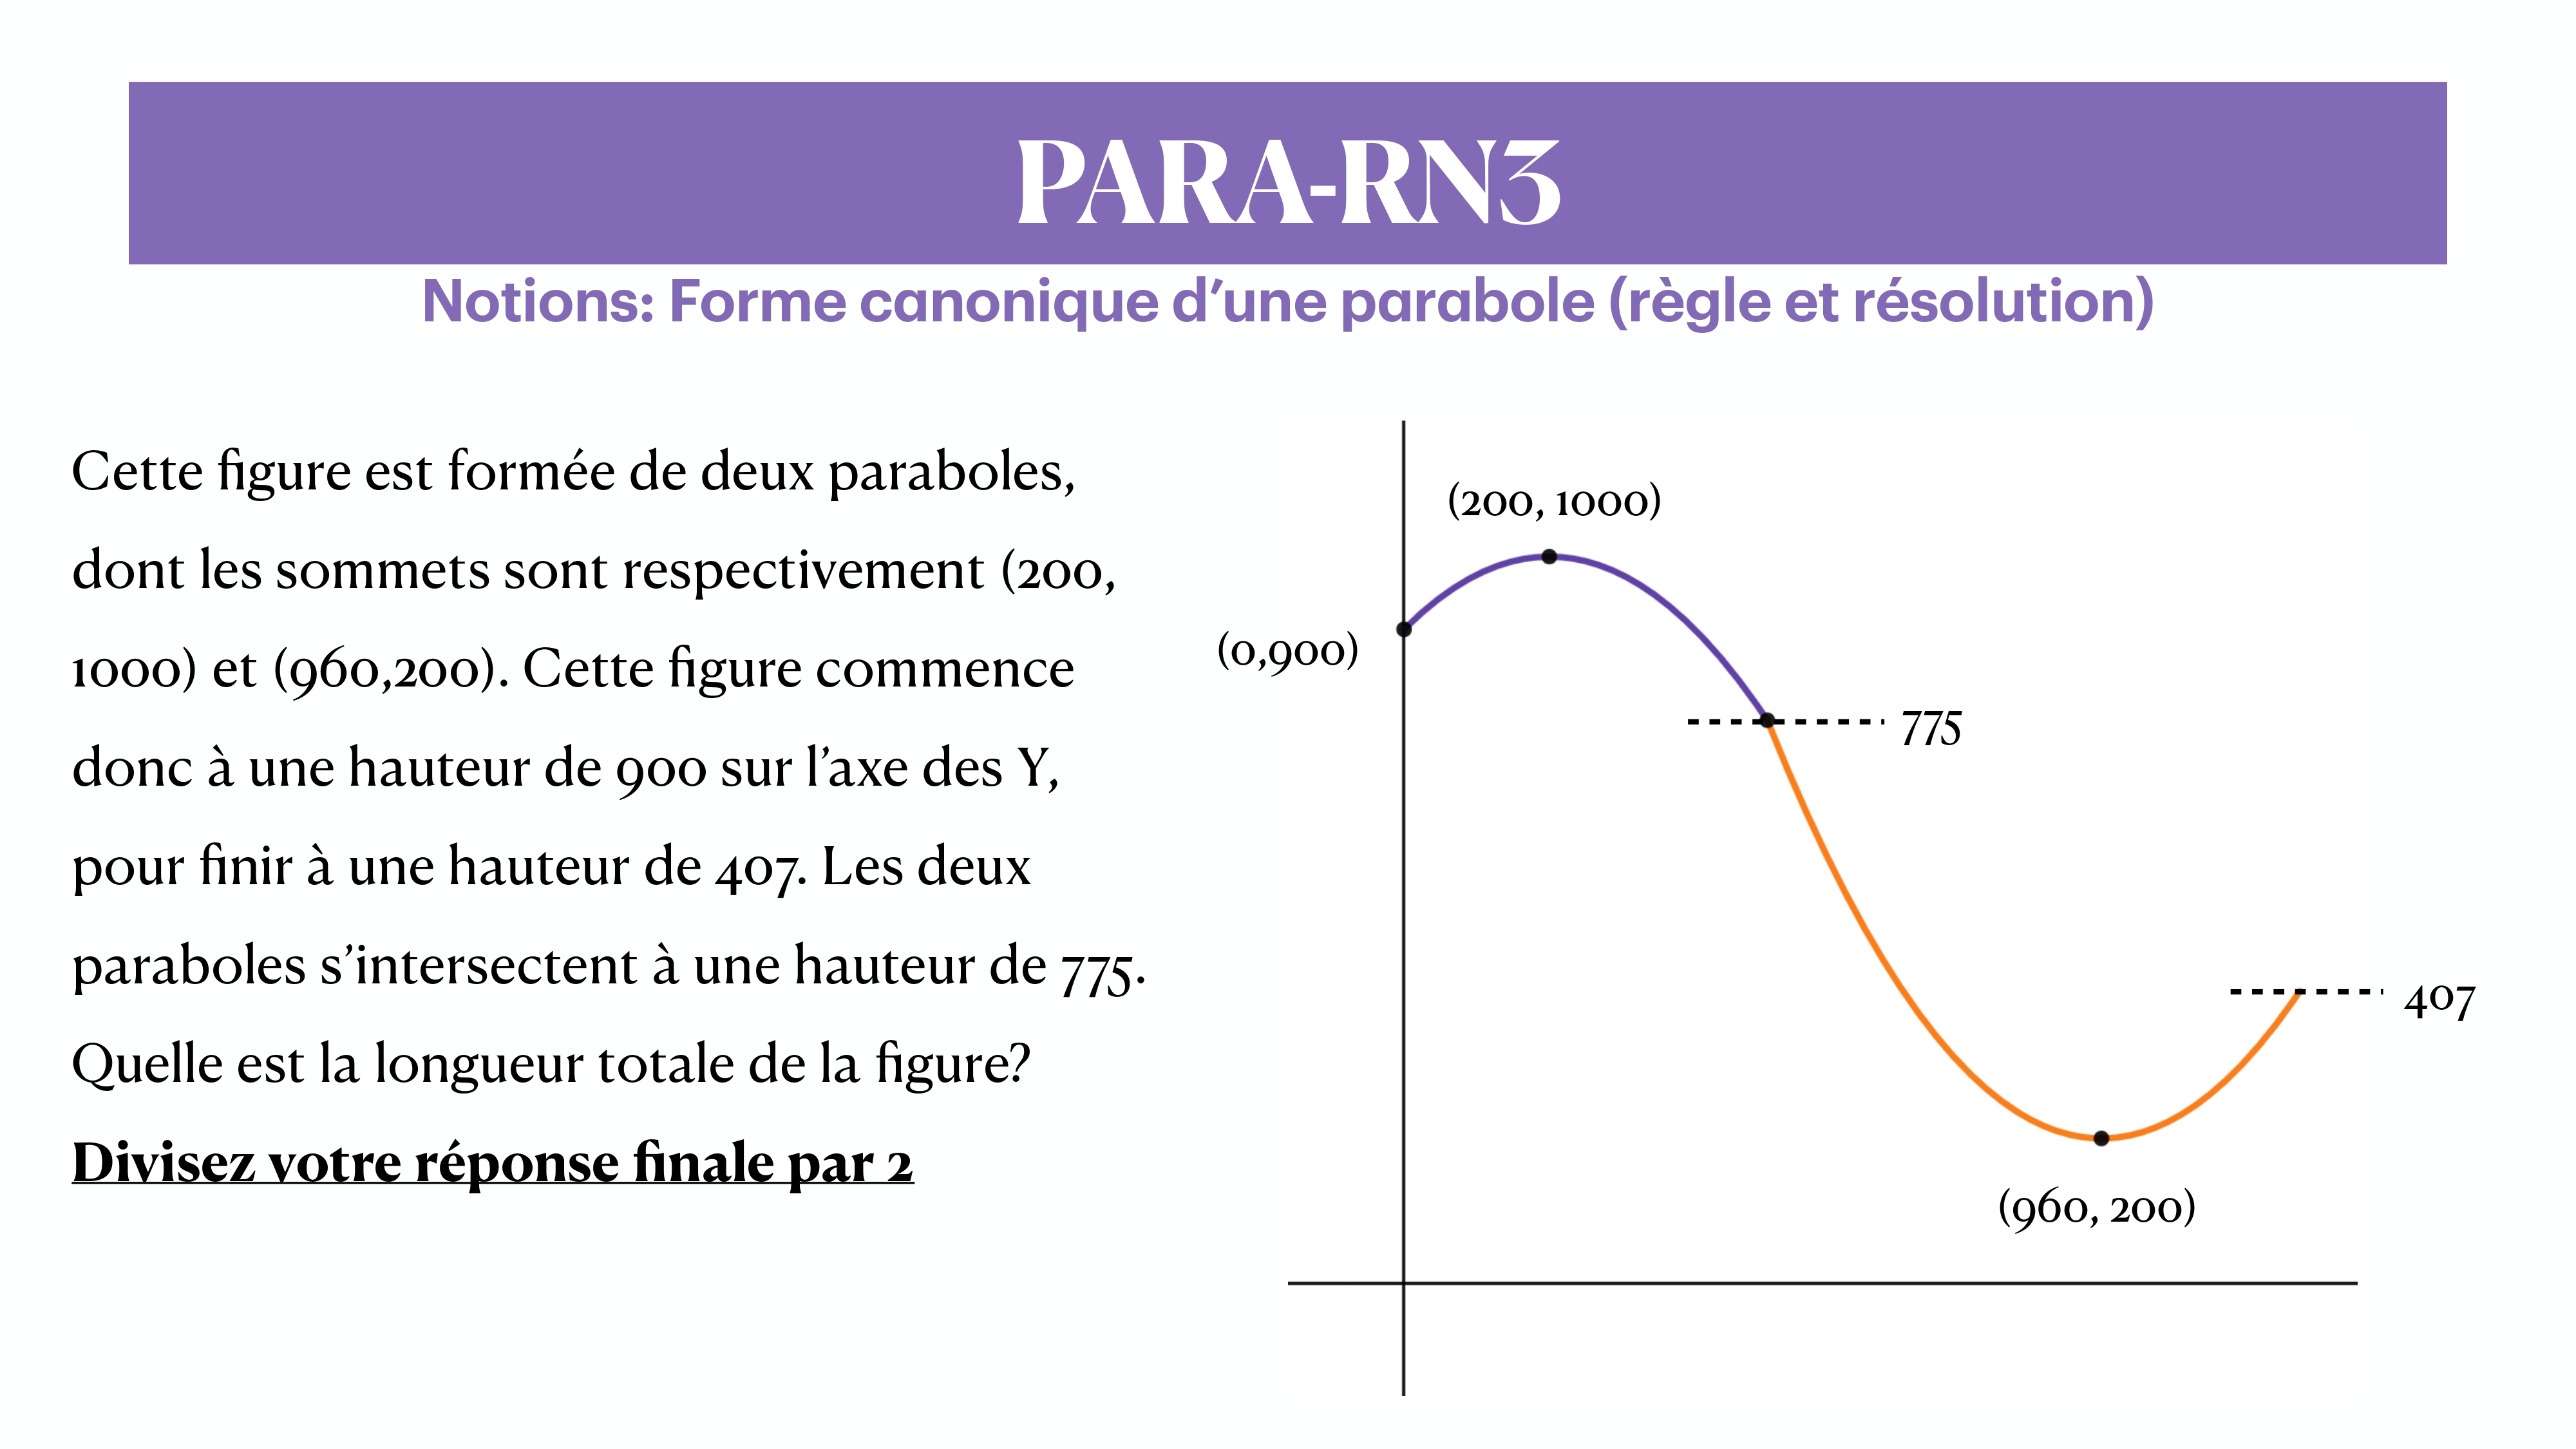 PARA-RN3
Notions: Forme canonique d’une parabole (règle et résolution)
Cette figure est formée de deux paraboles,
dont les sommets sont respectivement (200,
1000) et (960,200). Cette figure commence
donc à une hauteur de 900 sur l’axe des Y,
pour finir à une hauteur de 407. Les deux
paraboles s’intersectent à une hauteur de 775.
Quelle est la longueur totale de la figure?
Divisez votre réponse finale par 2
(200, 1000)
(0,900)
775
407
(960, 200)